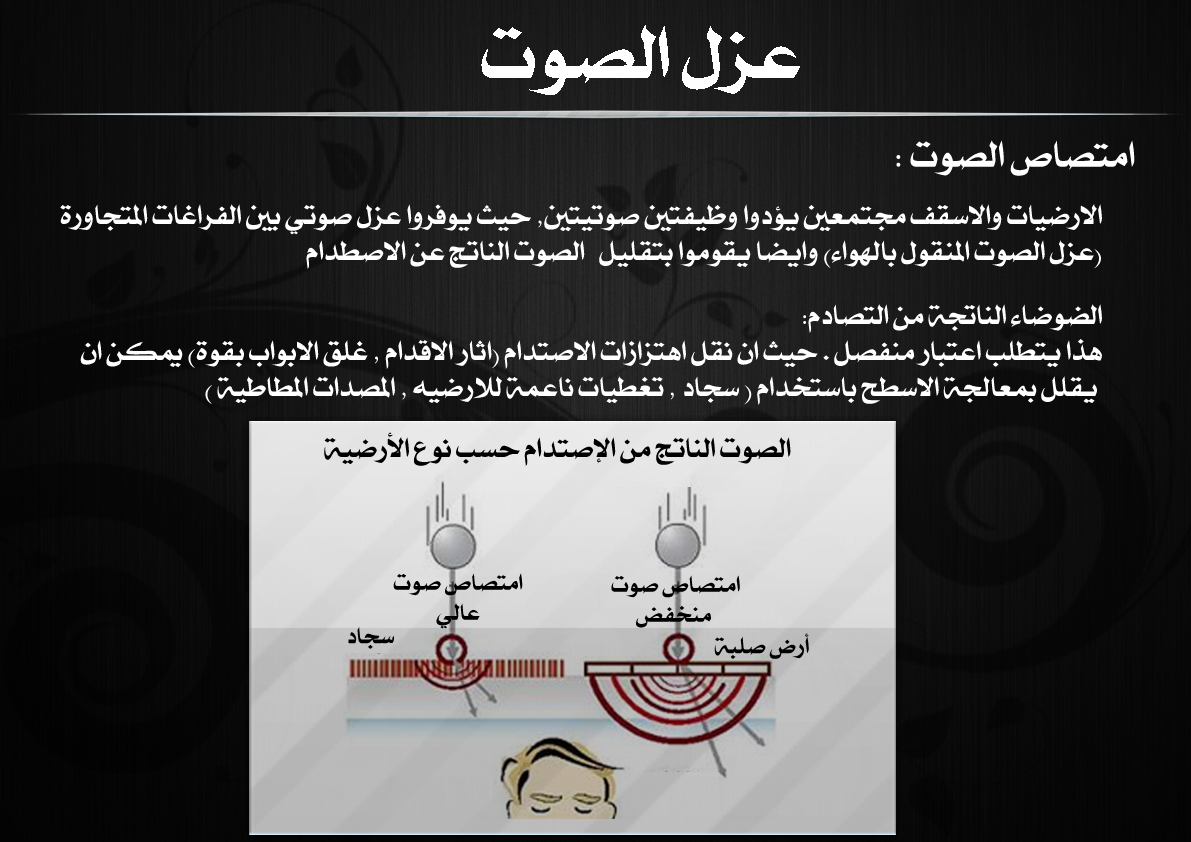 عزل الصوت
امتصاص الصوت :
الارضيات والاسقف مجتمعين يؤدوا وظيفتين صوتيتين, حيث يوفروا عزل صوتي بين الفراغات المتجاورة
(عزل الصوت المنقول بالهواء) وايضا يقوموا بتقليل الصوت الناتج عن الاصطدام
الضوضاء الناتجة من التصادم:
هذا يتطلب اعتبار منفصل . حيث ان نقل اهتزازات الاصتدام (اثار الاقدام , غلق الابواب بقوة) يمكن ان
يقلل بمعالجة الاسطح باستخدام ( سجاد , تغطيات ناعمة للارضيه , المصدات المطاطية )
الصوت الناتج من الإصتدام حسب نوع الأرضية
امتصاص صوت
منخفض
امتصاص صوت
عالي
أرض صلبة
سجاد